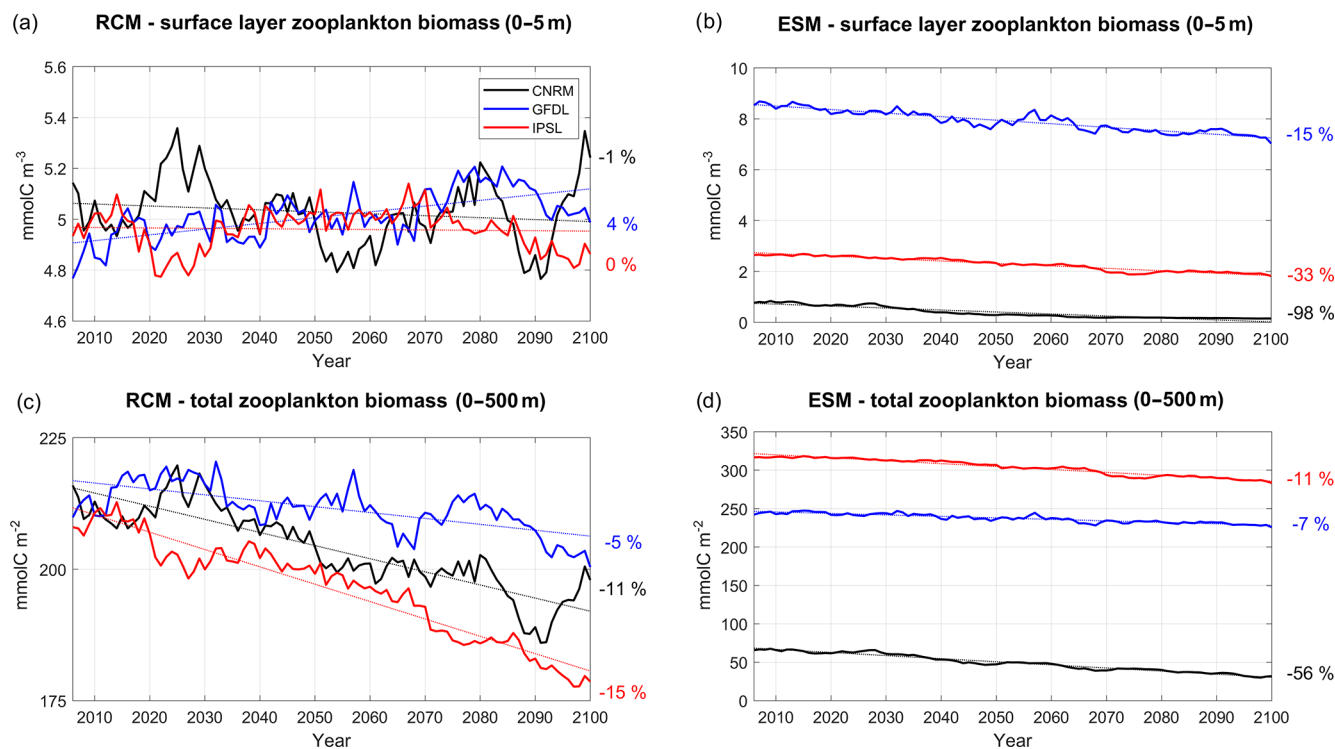 (a)
RCM - surface layer zooplankton biomass (0–5 m)
5.6
5.4
5.2
5
4.8
4.6
mmolC m-3
CNRM
GFDL
IPSL
-1 %
4 %
0 %
2010 2020 2030 2040 2050 2060 2070 2080 2090 2100
Year
(b)
ESM - surface layer zooplankton biomass (0–5 m)
10
8
6
4
2
0
mmolC m-3
-15 %
-33 %
-98 %
2010 2020 2030 2040 2050 2060 2070 2080 2090 2100
Year
(c)
RCM - total zooplankton biomass (0–500 m)
225
200
175
mmolC m-2
-5 %
-11 %
-15 %
2010 2020 2030 2040 2050 2060 2070 2080 2090 2100
Year
(d)
ESM - total zooplankton biomass (0–500 m)
350
300
250
200
150
100
50
0
mmolC m-2
-11 %
-7 %
-56 %
2010 2020 2030 2040 2050 2060 2070 2080 2090 2100
Year